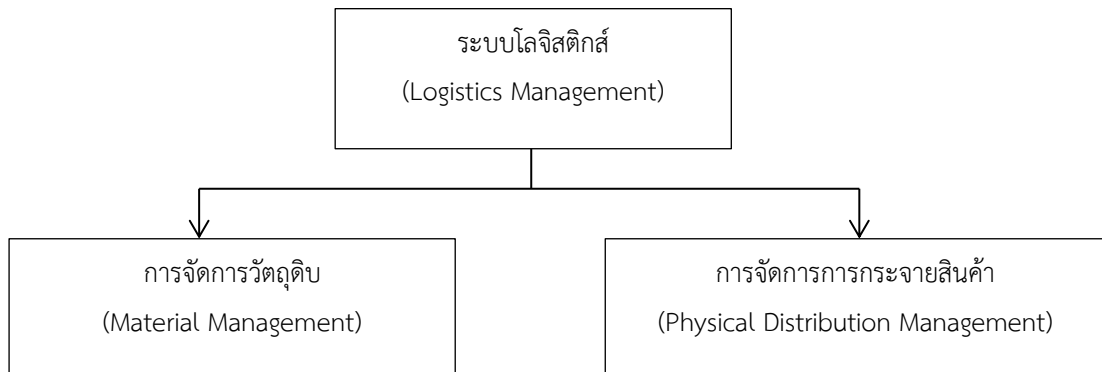 ระบบโลจิสติกส์
(Logistics Management)
การจัดการวัตถุดิบ
(Material Management)
การจัดการการกระจายสินค้า
(Physical Distribution Management)